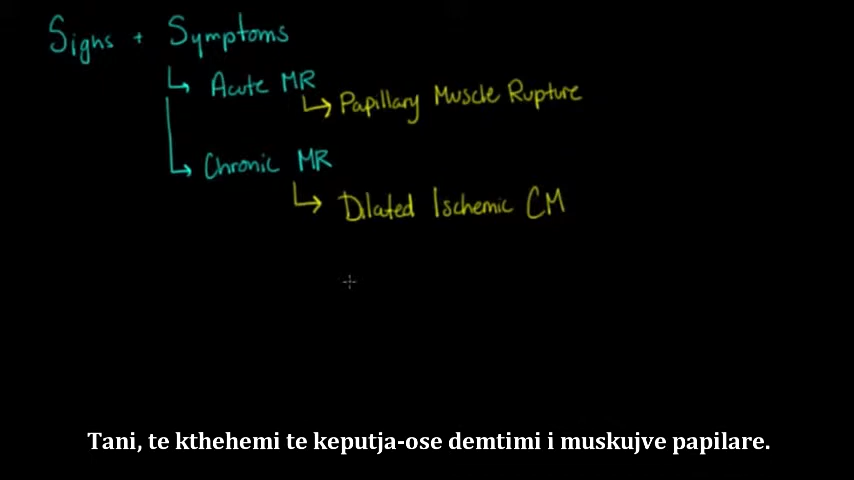 Signs + Symptoms
Acute MR
Papillary Muscle Rupture
Chronic MR
Dilated Ischemic CM
Tani, te kthehemi te keputja-ose demtimi i muskujve papilare.